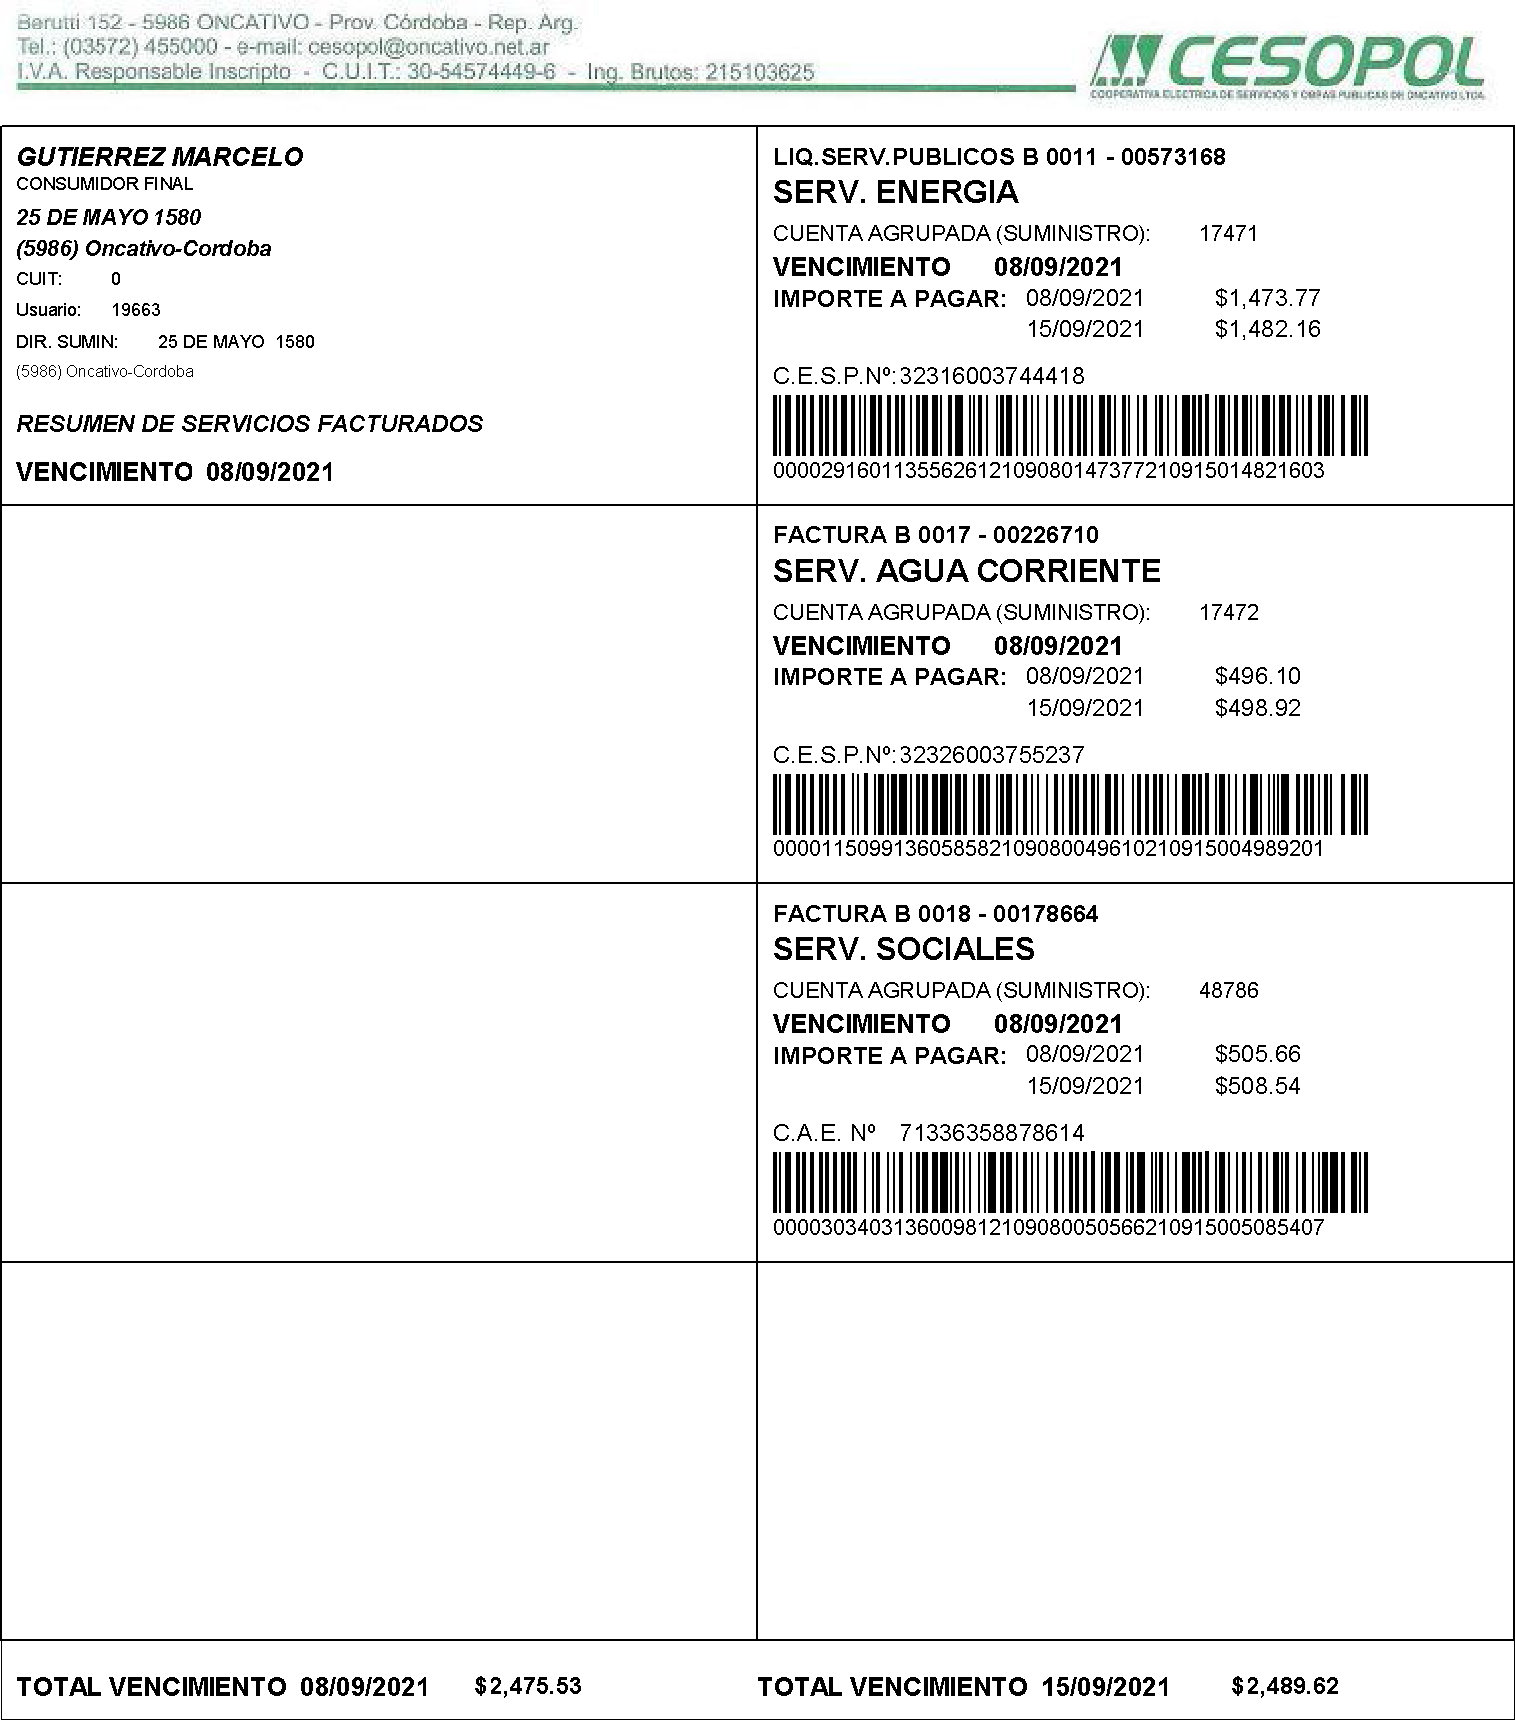 Berutti 152 - 5986 ONCATIVO - Prov. Córdoba - Rep. Arg.
Tel.: (03572) 455000 - e-mail: cesopol@oncativo.net.ar
I.V.A. Responsable Inscripto - C.U.I.T.: 30-54574449-6 - Ing. Brutos: 215103625
CESOPOL
COOPERATIVA ELECTRICA DE SERVICIOS Y OBRAS PUBLICAS DE ONCATIVO LTDA.
GUTIERREZ MARCELO
CONSUMIDOR FINAL
25 DE MAYO 1580
(5986) Oncativo-Cordoba
CUIT: 0
Usuario: 19663
DIR. SUMIN: 25 DE MAYO 1580
(5986) Oncativo-Cordoba
RESUMEN DE SERVICIOS FACTURADOS
VENCIMIENTO 08/09/2021
LIQ.SERV.PUBLICOS B 0011 - 00573168
SERV. ENERGIA
CUENTA AGRUPADA (SUMINISTRO): 17471
VENCIMIENTO 08/09/2021
IMPORTE A PAGAR: 08/09/2021 $1,473.77
15/09/2021 $1,482.16
C.E.S.P.Nº: 32316003744418
0000291601135562612109080147377210915014821603
FACTURA B 0017 - 00226710
SERV. AGUA CORRIENTE
CUENTA AGRUPADA (SUMINISTRO): 17472
VENCIMIENTO 08/09/2021
IMPORTE A PAGAR: 08/09/2021 $496.10
15/09/2021 $498.92
C.E.S.P.Nº: 32326003755237
0000115099136058582109080049610210915004989201
FACTURA B 0018 - 00178664
SERV. SOCIALES
CUENTA AGRUPADA (SUMINISTRO): 48786
VENCIMIENTO 08/09/2021
IMPORTE A PAGAR: 08/09/2021 $505.66
15/09/2021 $508.54
C.A.E. Nº 71336358878614
0000303403136009812109080050566210915005085407
TOTAL VENCIMIENTO 08/09/2021 $2,475.53
TOTAL VENCIMIENTO 15/09/2021 $2,489.62